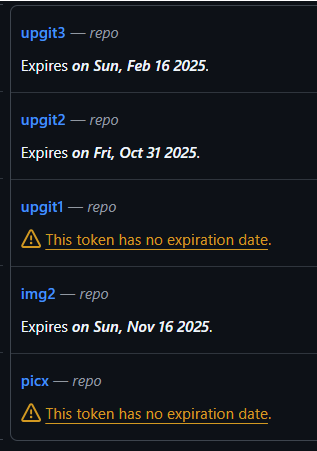 upgit3 — repo
Expires on Sun, Feb 16 2025.
upgit2 — repo
Expires on Fri, Oct 31 2025.
upgit1 — repo
This token has no expiration date.
img2 — repo
Expires on Sun, Nov 16 2025.
picx — repo
This token has no expiration date.